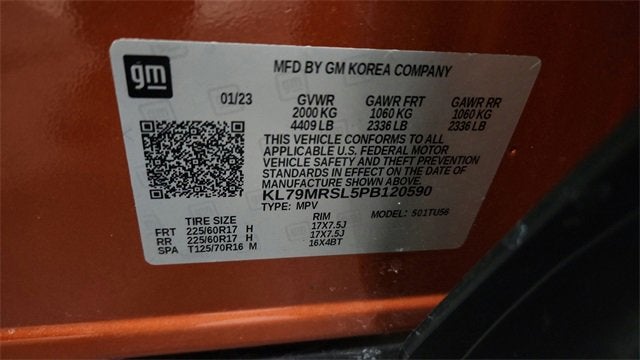 gm
MFD BY GM KOREA COMPANY
01/23 GVWR GAWR FRT GAWR RR
2000 KG 1060 KG 1060 KG
4409 LB 2336 LB 2336 LB
THIS VEHICLE CONFORMS TO ALL
APPLICABLE U.S. FEDERAL MOTOR
VEHICLE SAFETY AND THEFT PREVENTION
STANDARDS IN EFFECT ON THE DATE OF
MANUFACTURE SHOWN ABOVE.
KL79MRSL5PB120590
TYPE: MPV MODEL: 501TU56
TIRE SIZE RIM
FRT 225/60R17 H 17X7.5J
RR 225/60R17 H 17X7.5J
SPA T125/70R16 M 16X4BT